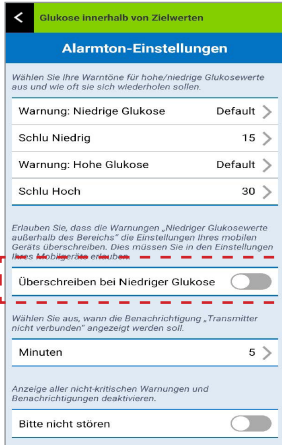 Glukose innerhalb von Zielwerten
Alarmton-Einstellungen
Wählen Sie Ihre Warntöne für hohe/niedrige Glukosewerte
aus und wie oft sie sich wiederholen sollen.
Warnung: Niedrige Glukose Default
Schlu Niedrig 15
Warnung: Hohe Glukose Default
Schlu Hoch 30
Erlauben Sie, dass die Warnungen „Niedriger Glukosewerte
außerhalb des Bereichs“ die Einstellungen Ihres mobilen
Geräts überschreiben. Dies müssen Sie in den Einstellungen
Ihres Mobilgeräts erlauben.
Überschreiben bei Niedriger Glukose
Wählen Sie aus, wann die Benachrichtigung „Transmitter
nicht verbunden“ angezeigt werden soll.
Minuten 5
Anzeige aller nicht-kritischen Warnungen und
Benachrichtigungen deaktivieren.
Bitte nicht stören